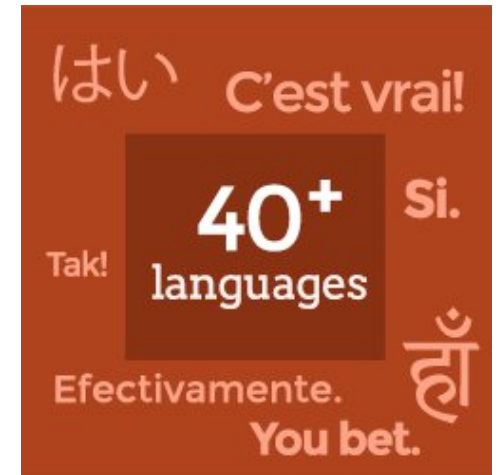 はい
C’est vrai!
40+
languages
Si.
Tak!
हाँ
Efectivamente.
You bet.